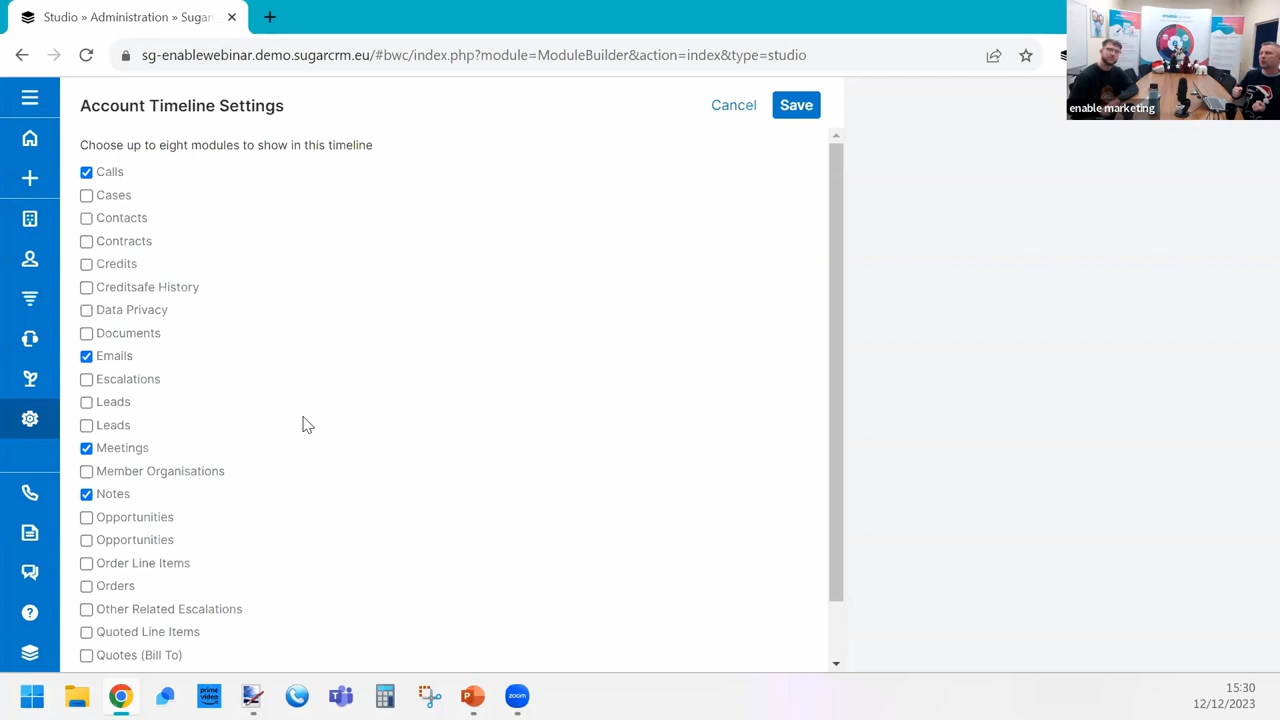 Studio » Administration » Sugar
sg-enablewebinar.demo.sugarcrm.eu/#bwc/index.php?module=ModuleBuilder&action=index&type=studio
enable marketing
Account Timeline Settings
Cancel
Save
Choose up to eight modules to show in this timeline
Calls
Cases
Contacts
Contracts
Credits
Creditsafe History
Data Privacy
Documents
Emails
Escalations
Leads
Leads
Meetings
Member Organisations
Notes
Opportunities
Opportunities
Order Line Items
Orders
Other Related Escalations
Quoted Line Items
Quotes (Bill To)
prime
video
zoom
15:30
12/12/2023